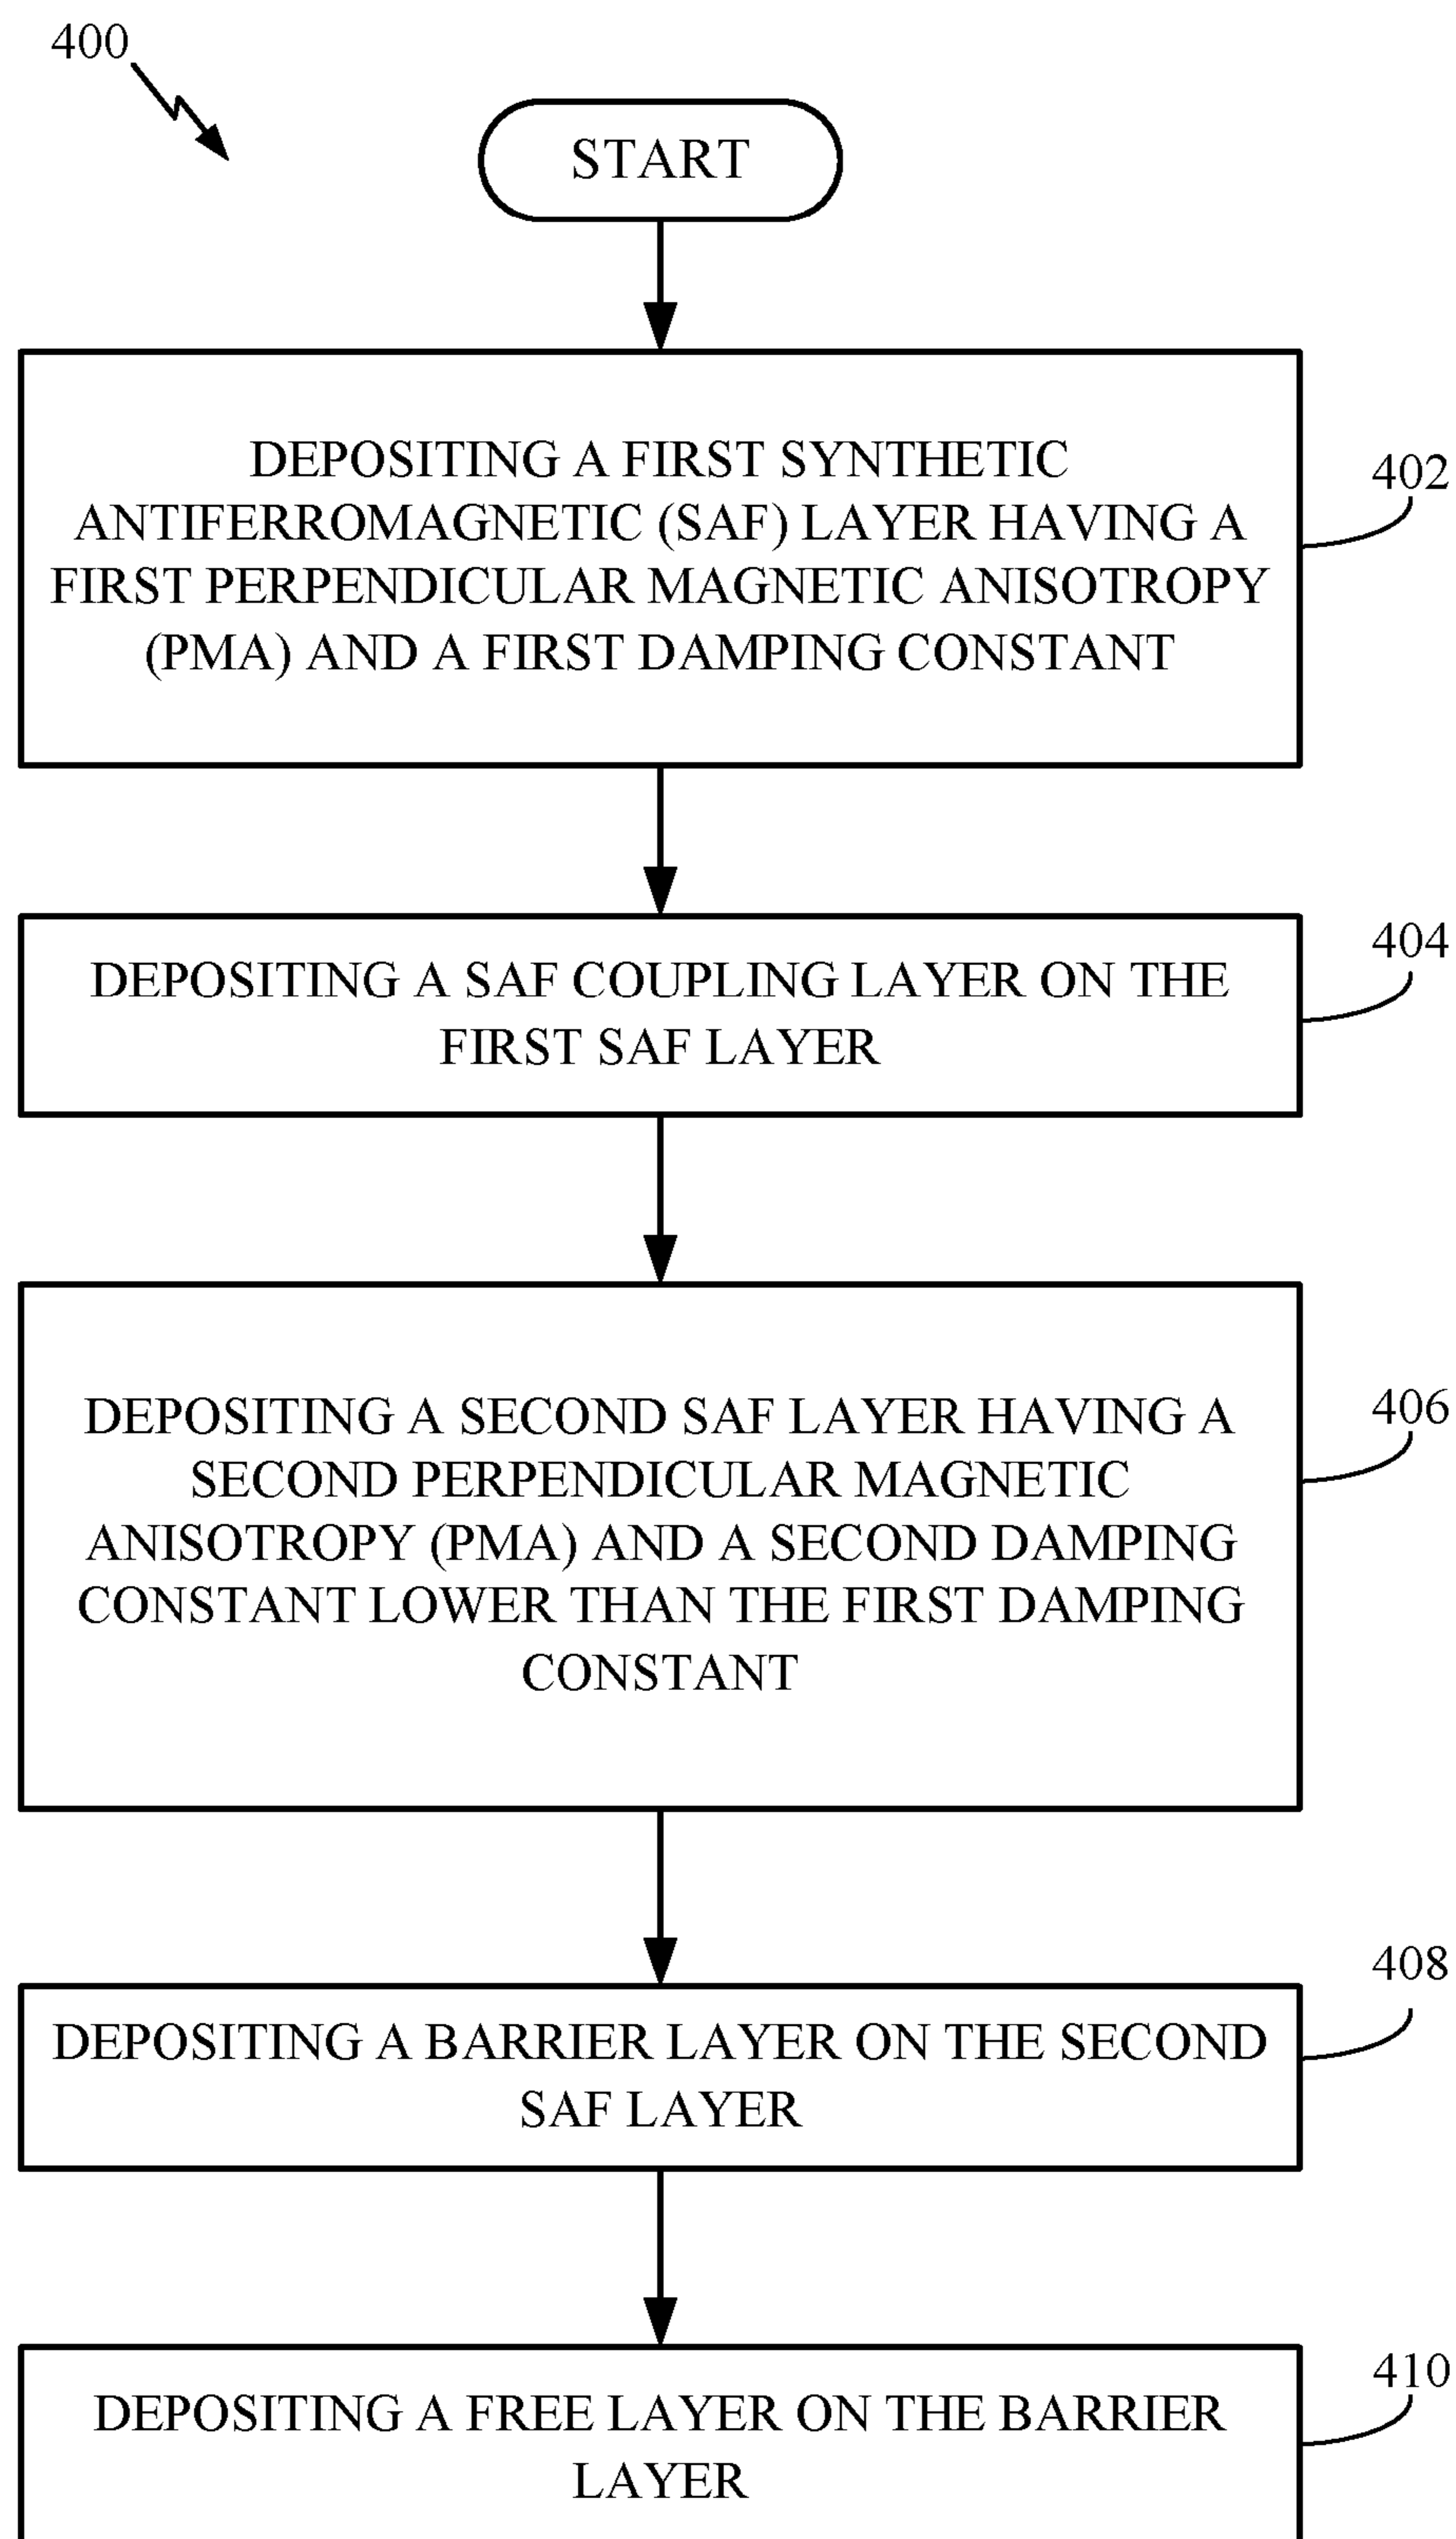 400
START
DEPOSITING A FIRST SYNTHETIC
ANTIFERROMAGNETIC (SAF) LAYER HAVING A
FIRST PERPENDICULAR MAGNETIC ANISOTROPY
(PMA) AND A FIRST DAMPING CONSTANT
402
DEPOSITING A SAF COUPLING LAYER ON THE
FIRST SAF LAYER
404
DEPOSITING A SECOND SAF LAYER HAVING A
SECOND PERPENDICULAR MAGNETIC
ANISOTROPY (PMA) AND A SECOND DAMPING
CONSTANT LOWER THAN THE FIRST DAMPING
CONSTANT
406
DEPOSITING A BARRIER LAYER ON THE SECOND
SAF LAYER
408
DEPOSITING A FREE LAYER ON THE BARRIER
LAYER
410